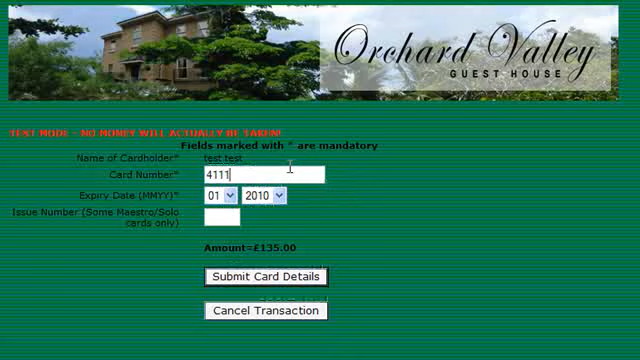 Orchard Valley
GUEST HOUSE
TEST MODE - NO MONEY WILL ACTUALLY BE TAKEN!
Fields marked with * are mandatory
Name of Cardholder* test test
Card Number* 4111
Expiry Date (MMYY)* 01 2010
Issue Number (Some Maestro/Solo
cards only)
Amount=£135.00
Submit Card Details
Cancel Transaction